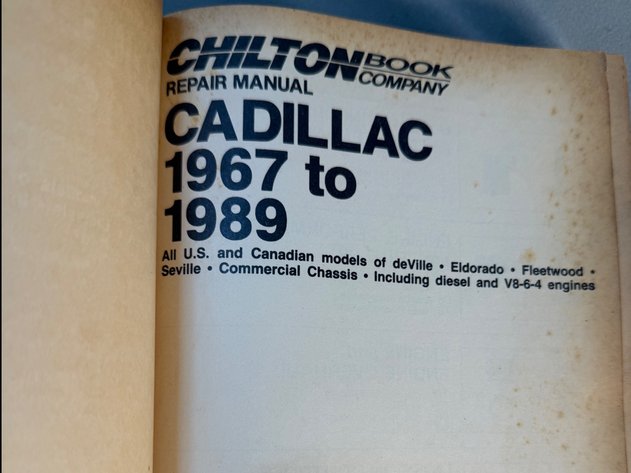 CHILTON BOOK COMPANY
REPAIR MANUAL
CADILLAC
1967 to
1989
All U.S. and Canadian models of deVille • Eldorado • Fleetwood •
Seville • Commercial Chassis • Including diesel and V8-6-4 engines